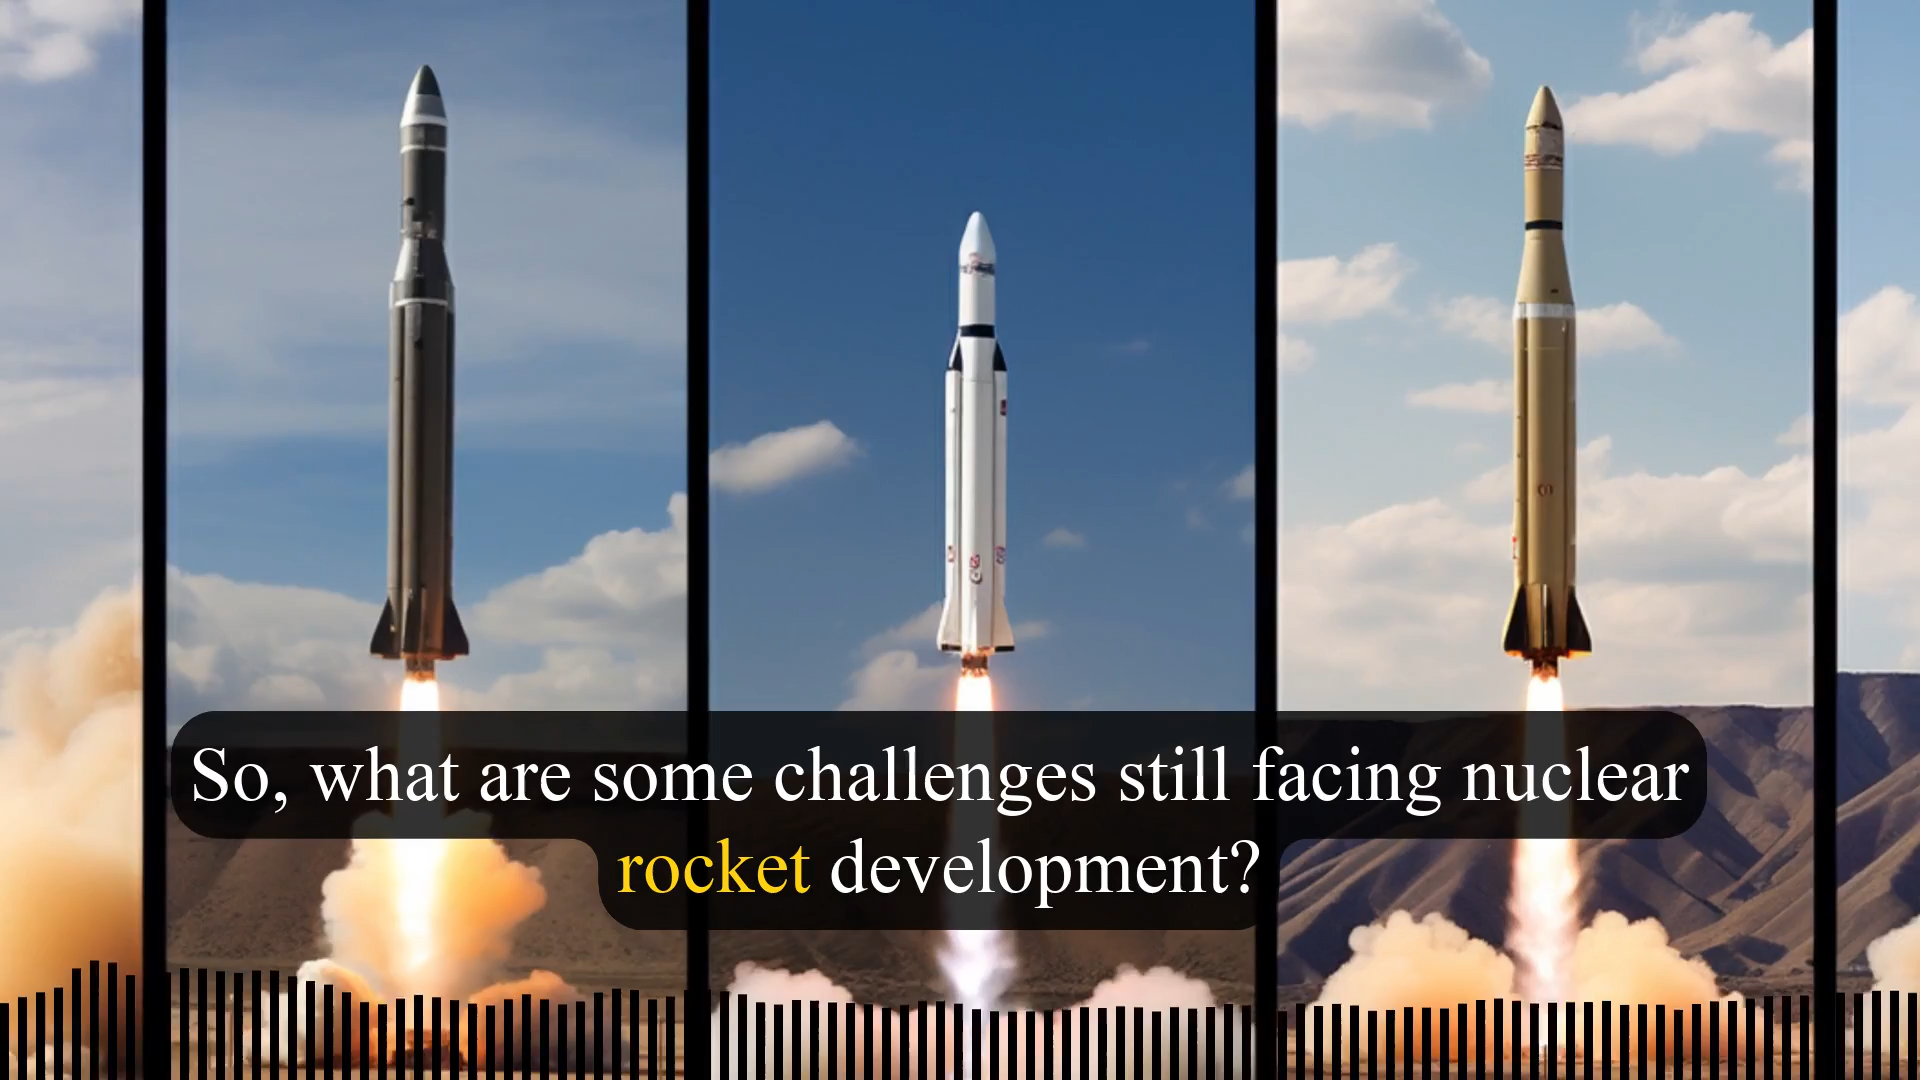 So, what are some challenges still facing nuclear
rocket development?